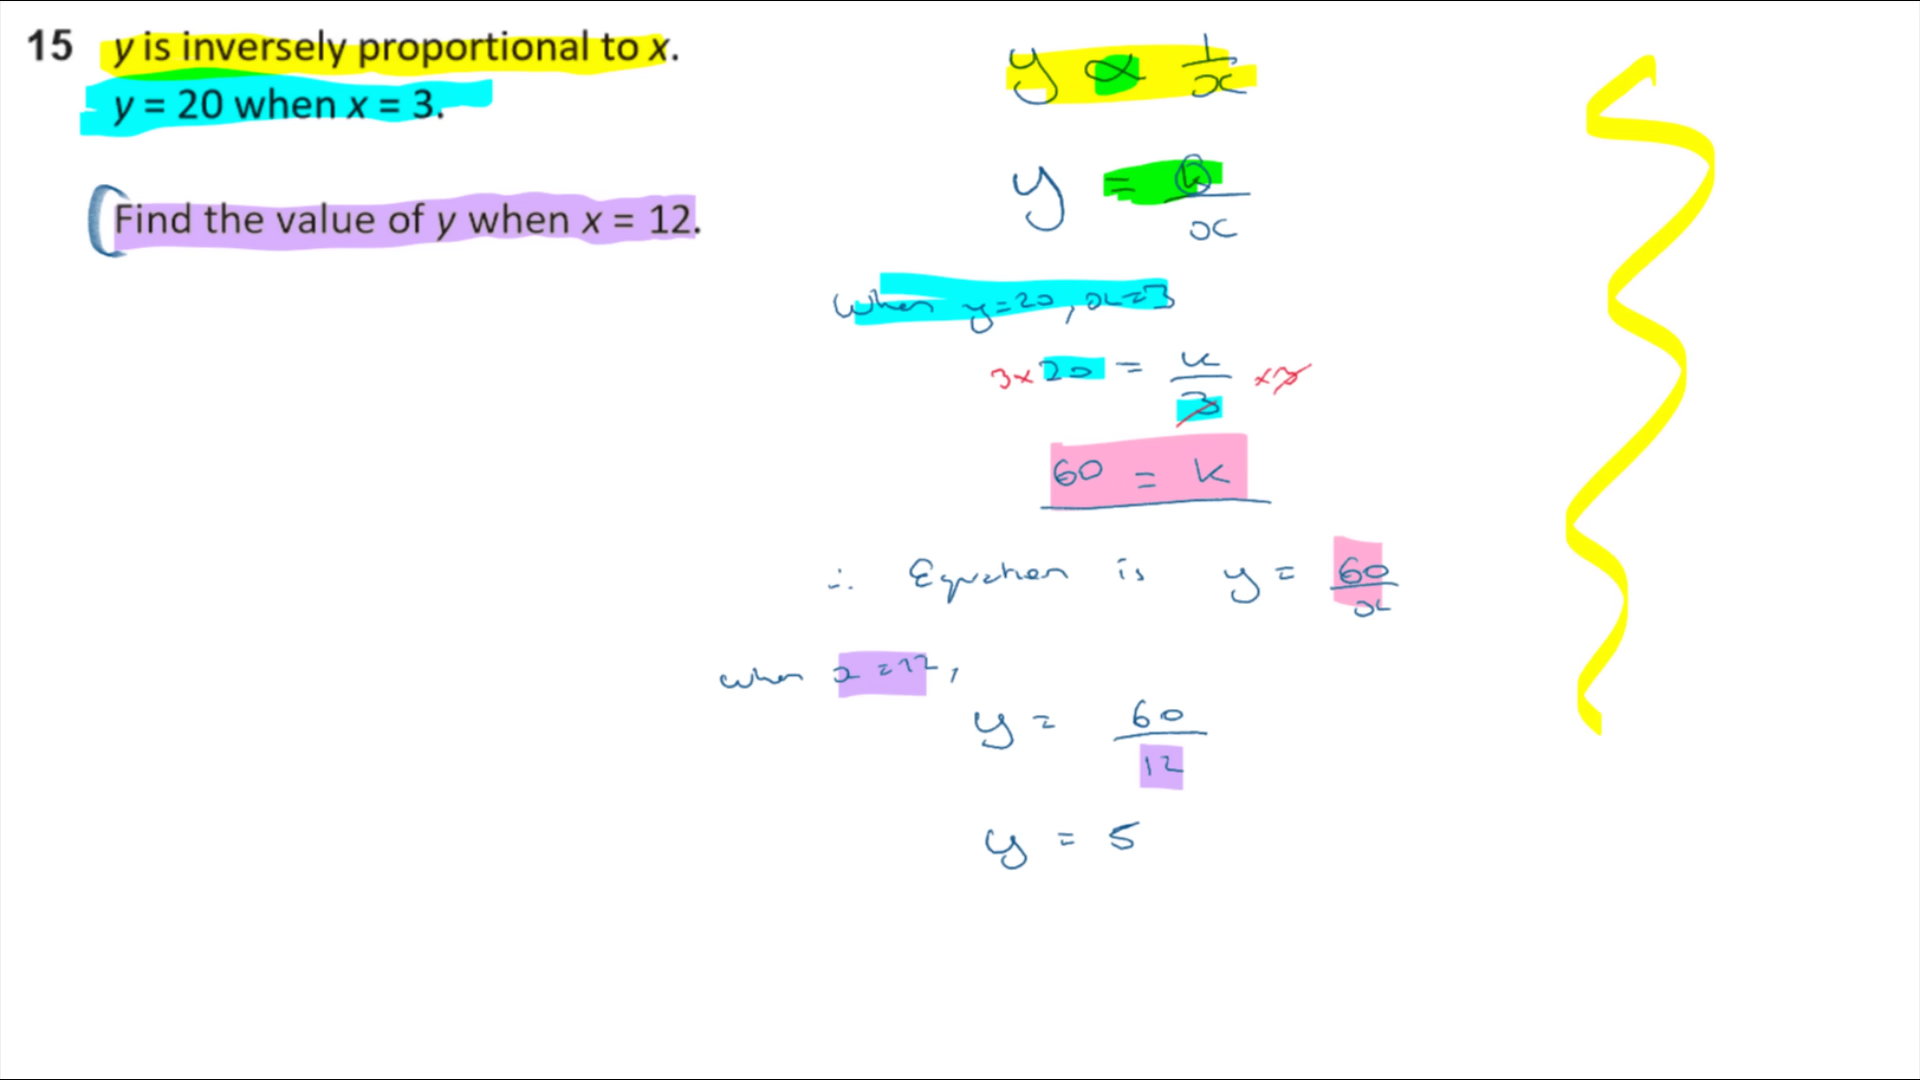 15 y is inversely proportional to x.
y = 20 when x = 3.
Find the value of y when x = 12.
y ∝ 1/x
y = k/x
when y=20, x=3
3× 20 = k/3 ×3
60 = k
∴ Equation is y = 60/x
when x = 12,
y = 60/12
y = 5